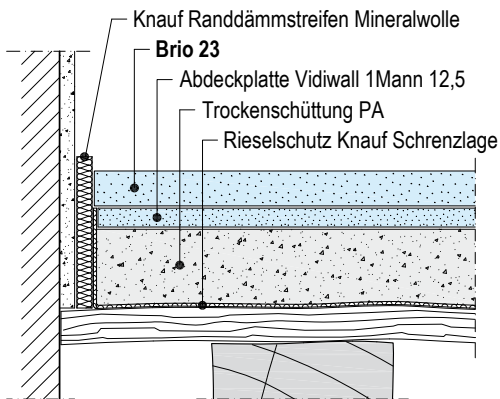 Knauf Randdämmstreifen Mineralwolle
Brio 23
Abdeckplatte Vidiwall 1Mann 12,5
Trockenschüttung PA
Rieselschutz Knauf Schrenzlage